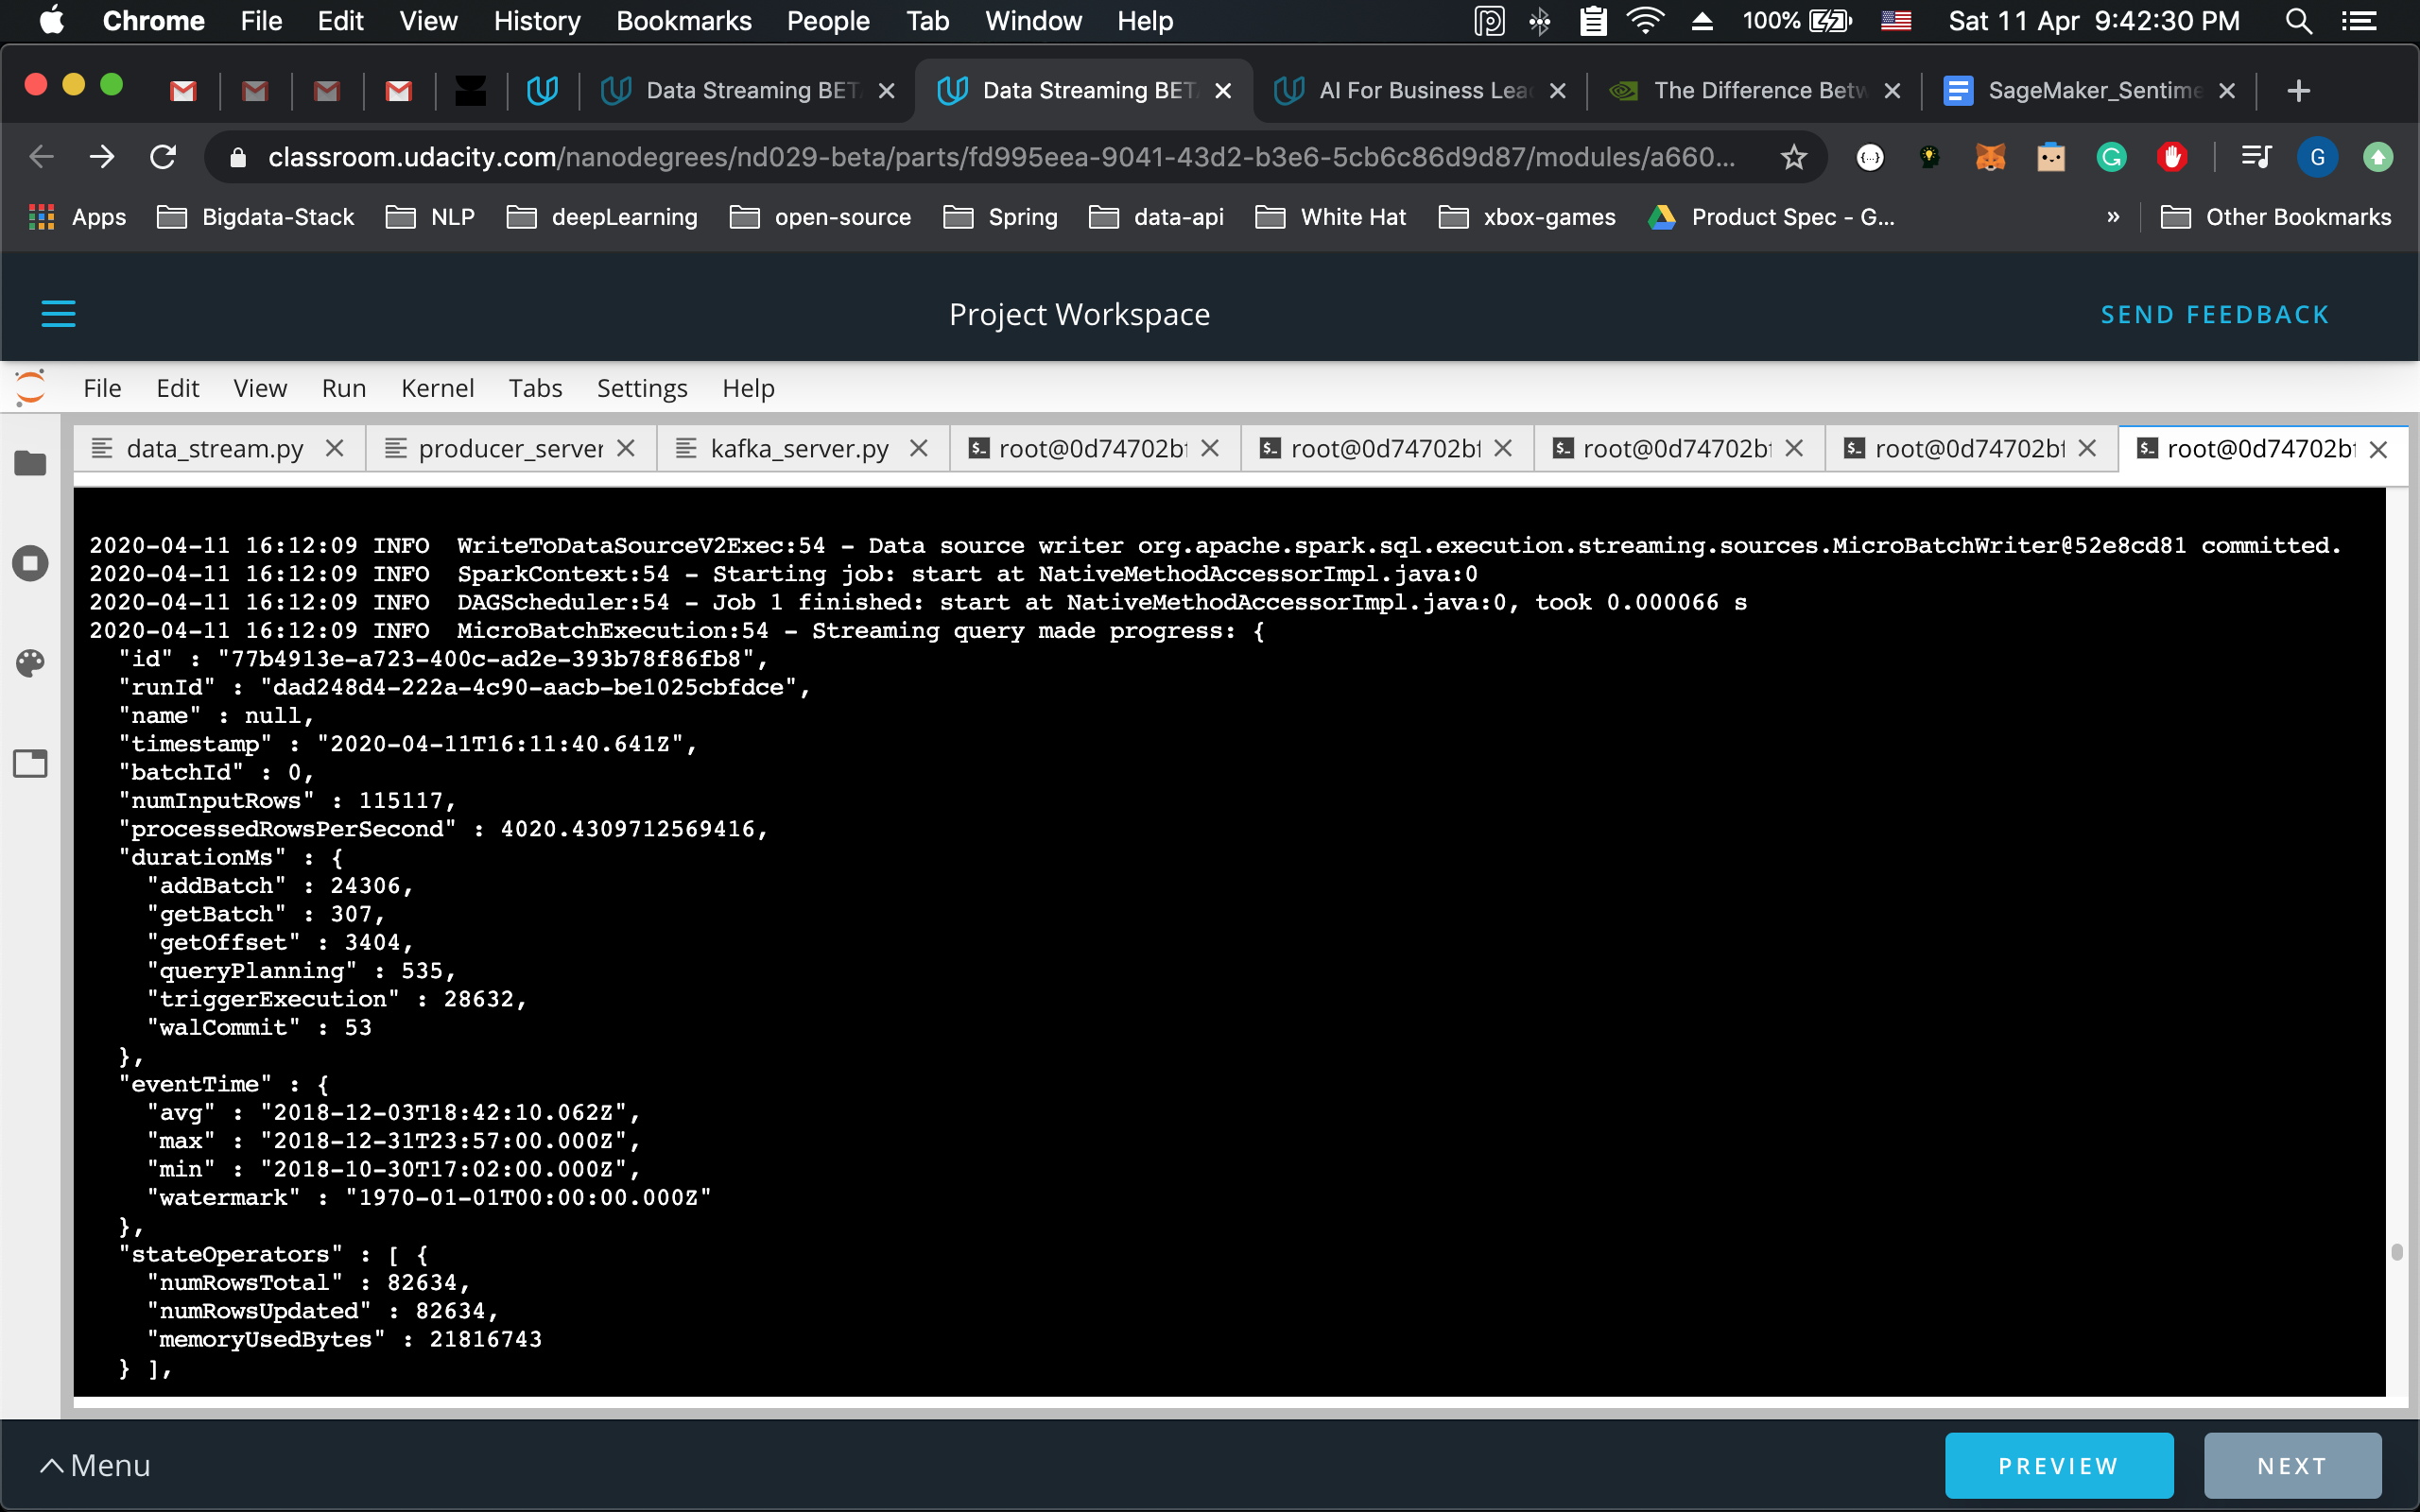 Chrome File Edit View History Bookmarks People Tab Window Help 100% Sat 11 Apr 9:42:30 PM
Data Streaming BET Data Streaming BET AI For Business Lea The Difference Betw SageMaker_Sentime
classroom.udacity.com/nanodegrees/nd029-beta/parts/fd995eea-9041-43d2-b3e6-5cb6c86d9d87/modules/a660... G
Apps Bigdata-Stack NLP deepLearning open-source Spring data-api White Hat xbox-games Product Spec - G... » Other Bookmarks
Project Workspace SEND FEEDBACK
File Edit View Run Kernel Tabs Settings Help
data_stream.py producer_server kafka_server.py root@0d74702bf root@0d74702bf root@0d74702bf root@0d74702bf root@0d74702bf
2020-04-11 16:12:09 INFO  WriteToDataSourceV2Exec:54 - Data source writer org.apache.spark.sql.execution.streaming.sources.MicroBatchWriter@52e8cd81 committed.
2020-04-11 16:12:09 INFO  SparkContext:54 - Starting job: start at NativeMethodAccessorImpl.java:0
2020-04-11 16:12:09 INFO  DAGScheduler:54 - Job 1 finished: start at NativeMethodAccessorImpl.java:0, took 0.000066 s
2020-04-11 16:12:09 INFO  MicroBatchExecution:54 - Streaming query made progress: {
"id" : "77b4913e-a723-400c-ad2e-393b78f86fb8",
"runId" : "dad248d4-222a-4c90-aacb-be1025cbfdce",
"name" : null,
"timestamp" : "2020-04-11T16:11:40.641Z",
"batchId" : 0,
"numInputRows" : 115117,
"processedRowsPerSecond" : 4020.4309712569416,
"durationMs" : {
"addBatch" : 24306,
"getBatch" : 307,
"getOffset" : 3404,
"queryPlanning" : 535,
"triggerExecution" : 28632,
"walCommit" : 53
},
"eventTime" : {
"avg" : "2018-12-03T18:42:10.062Z",
"max" : "2018-12-31T23:57:00.000Z",
"min" : "2018-10-30T17:02:00.000Z",
"watermark" : "1970-01-01T00:00:00.000Z"
},
"stateOperators" : [ {
"numRowsTotal" : 82634,
"numRowsUpdated" : 82634,
"memoryUsedBytes" : 21816743
} ],
Menu PREVIEW NEXT